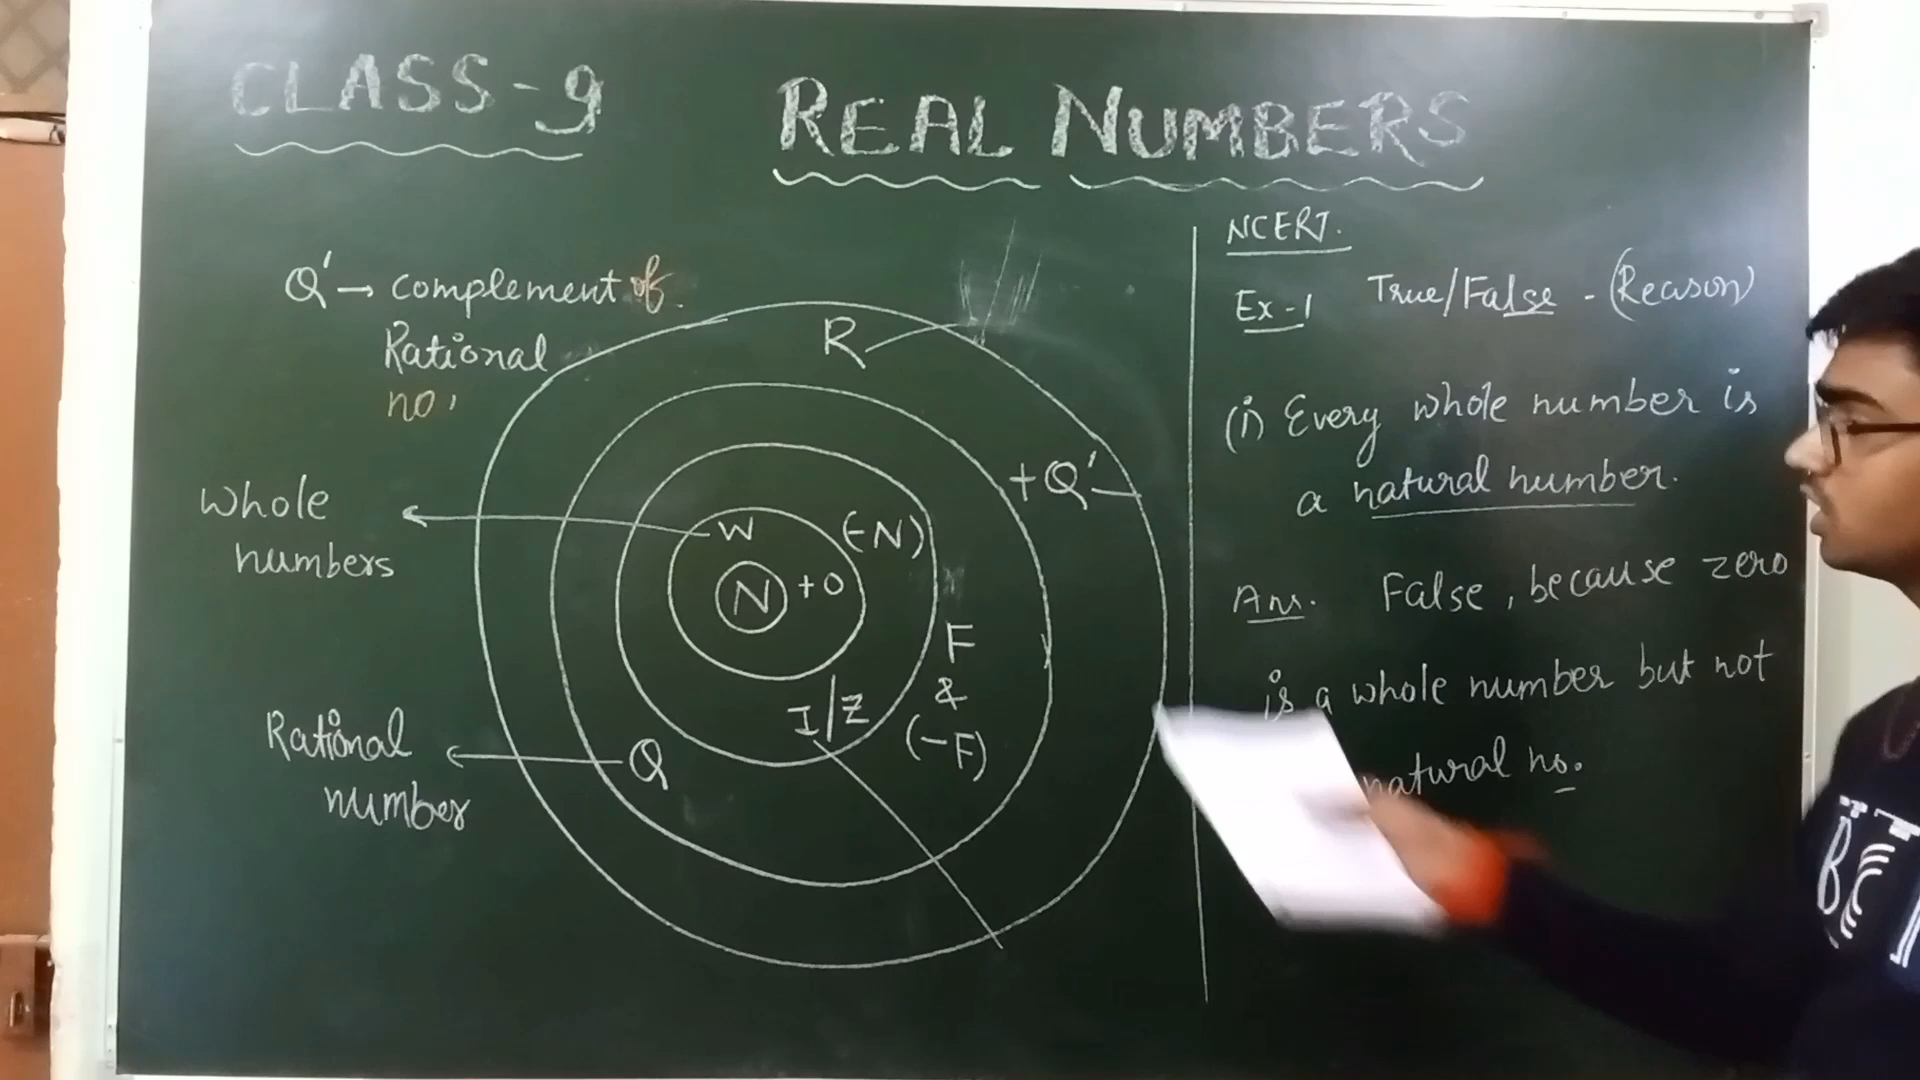 CLASS-9
REAL NUMBERS
Q' → complement of
Rational
no.
Whole
numbers
Rational
number
R
+Q'
W
(-N)
N +0
F
&
(-F)
I/Z
Q
NCERT.
Ex-1 True/False - (Reason)
(i) Every whole number is
a natural number.
Ans. False, because zero
is a whole number but not
natural no.